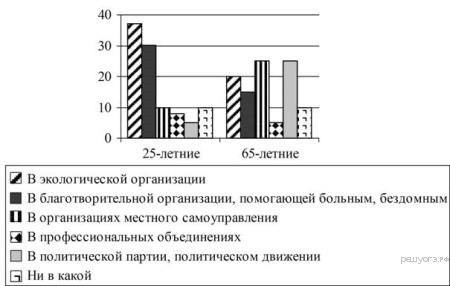 40
30
20
10
0
25-летние 65-летние
В экологической организации
В благотворительной организации, помогающей больным, бездомным
В организациях местного самоуправления
В профессиональных объединениях
В политической партии, политическом движении
Ни в какой
решуогэ.рф